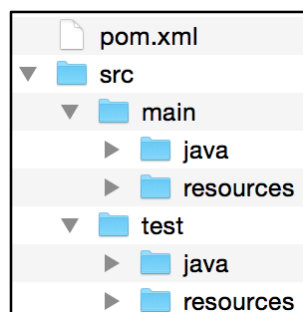 pom.xml
src
main
java
resources
test
java
resources